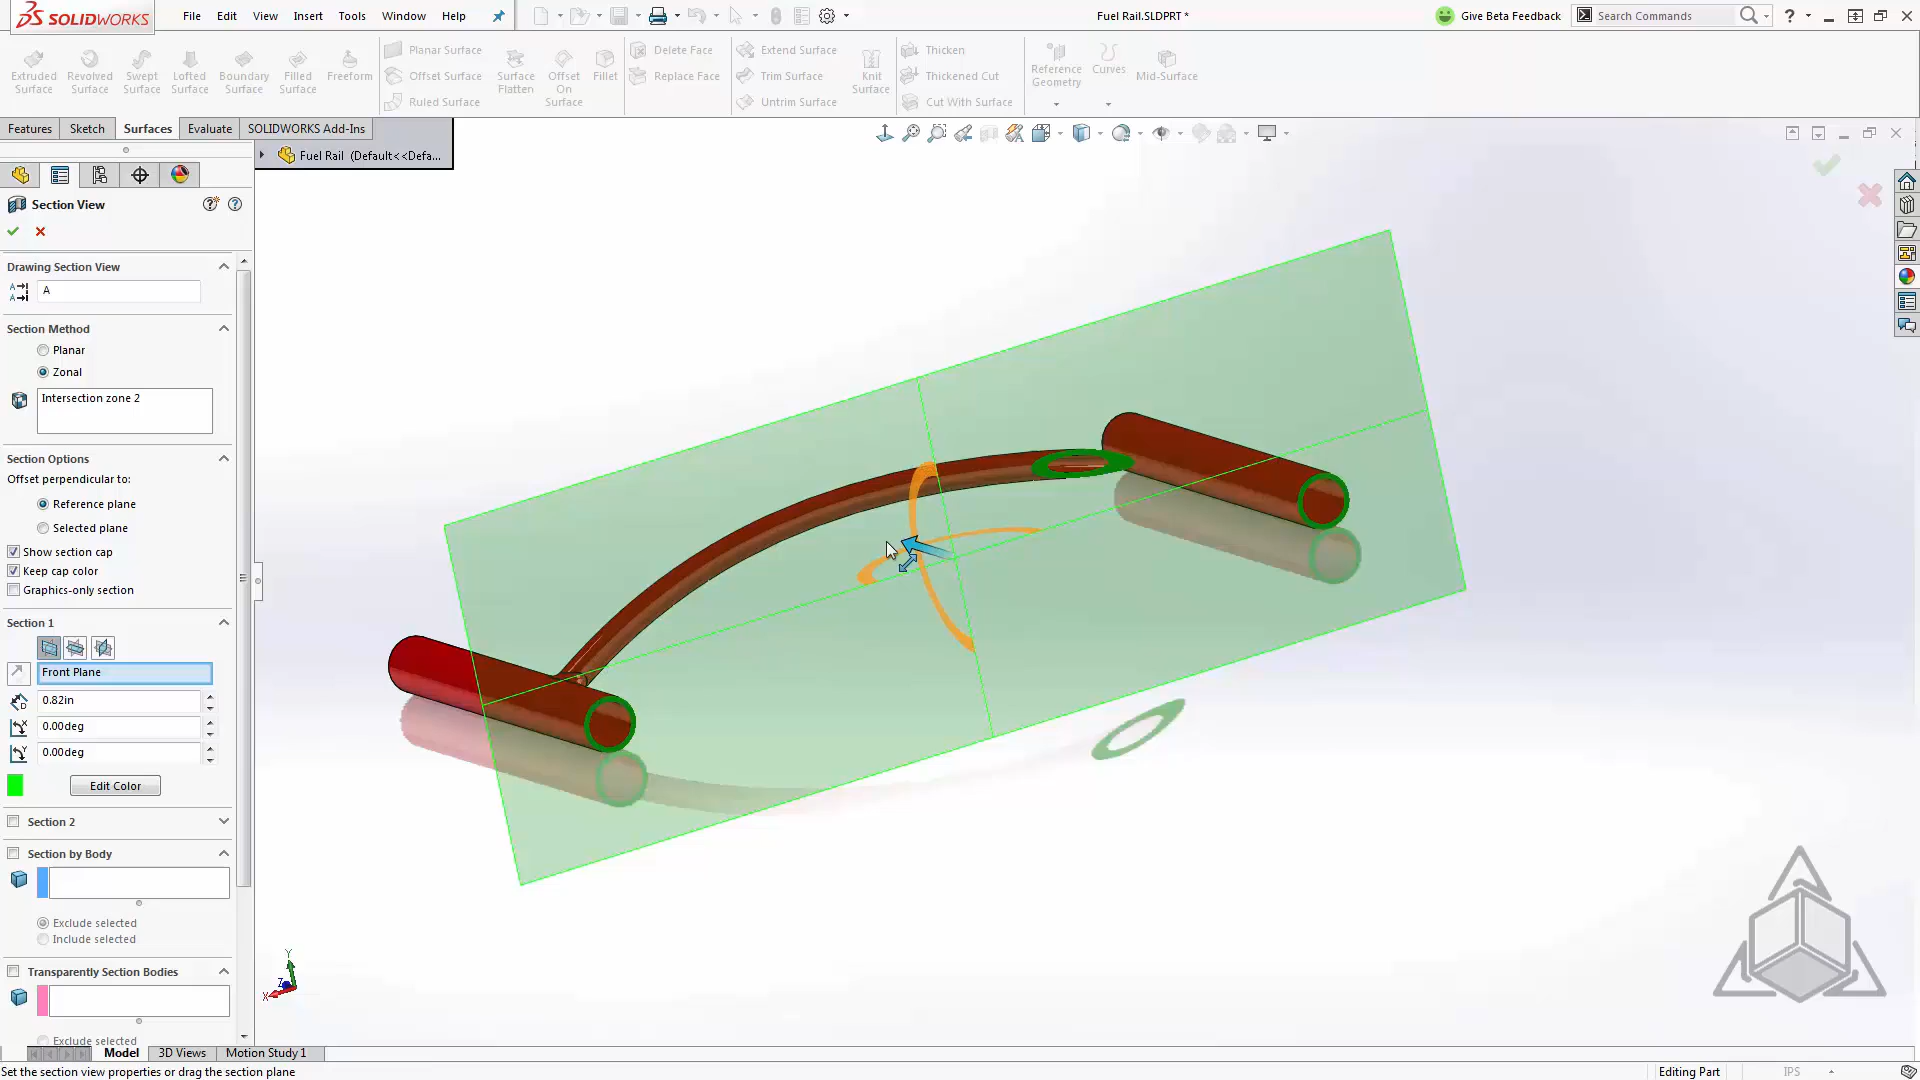 SOLIDWORKS File Edit View Insert Tools Window Help Fuel Rail.SLDPRT * Give Beta Feedback Search Commands ?
Extruded Surface Revolved Surface Swept Surface Lofted Surface Boundary Surface Filled Surface Freeform
Planar Surface
Offset Surface
Ruled Surface
Surface Flatten Offset On Surface Fillet
Delete Face
Replace Face
Extend Surface
Trim Surface
Untrim Surface
Knit Surface
Thicken
Thickened Cut
Cut With Surface
Reference Geometry Curves Mid-Surface
Features Sketch Surfaces Evaluate SOLIDWORKS Add-Ins
Fuel Rail (Default<<Defa...
Section View
Drawing Section View
A
Section Method
Planar
Zonal
Intersection zone 2
Section Options
Offset perpendicular to:
Reference plane
Selected plane
Show section cap
Keep cap color
Graphics-only section
Section 1
Front Plane
0.82in
0.00deg
0.00deg
Edit Color
Section 2
Section by Body
Exclude selected
Include selected
Transparently Section Bodies
Exclude selected
Y
Z
X
Model 3D Views Motion Study 1
Set the section view properties or drag the section plane Editing Part IPS